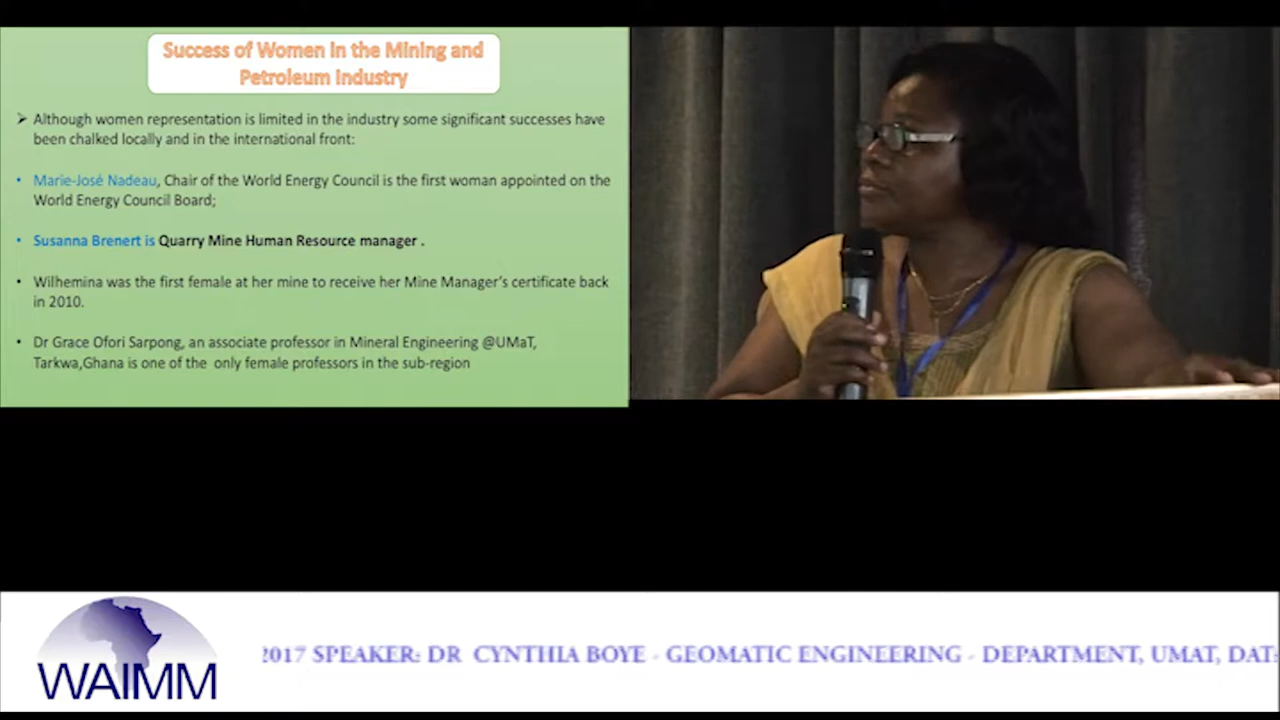 Success of Women in the Mining and
Petroleum Industry
➤ Although women representation is limited in the industry some significant successes have
been chalked locally and in the international front:
• Marie-José Nadeau, Chair of the World Energy Council is the first woman appointed on the
World Energy Council Board;
• Susanna Brenert is Quarry Mine Human Resource manager .
• Wilhemina was the first female at her mine to receive her Mine Manager's certificate back
in 2010.
• Dr Grace Ofori Sarpong, an associate professor in Mineral Engineering @UMaT,
Tarkwa,Ghana is one of the only female professors in the sub-region
WAIMM
2017 SPEAKER: DR CYNTHIA BOYE - GEOMATIC ENGINEERING - DEPARTMENT, UMAT, DAT